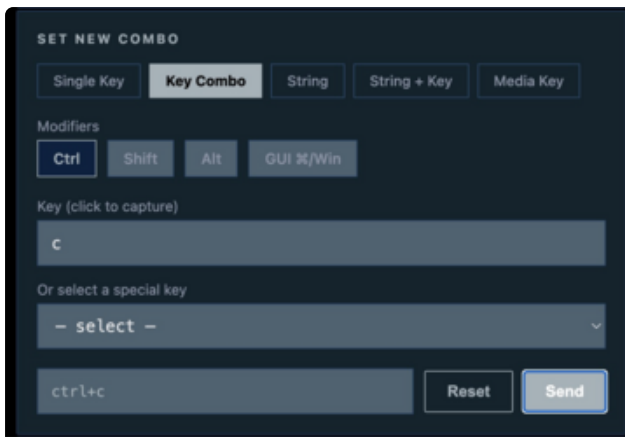 SET NEW COMBO
Single Key Key Combo String String + Key Media Key
Modifiers
Ctrl Shift Alt GUI ⌘/Win
Key (click to capture)
c
Or select a special key
— select —
ctrl+c Reset Send